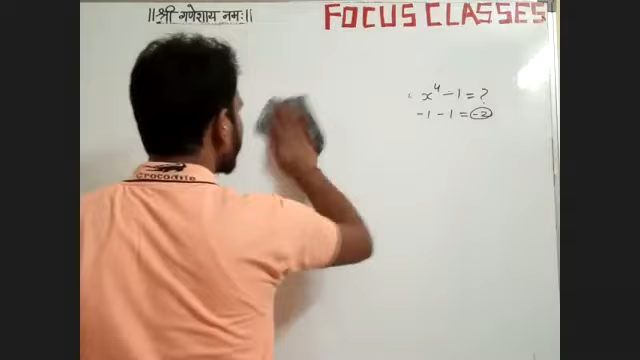 ||श्री गणेशाय नमः||
FOCUS CLASSES
x⁴ - 1 = ?
-1 - 1 = -2
Crocodile